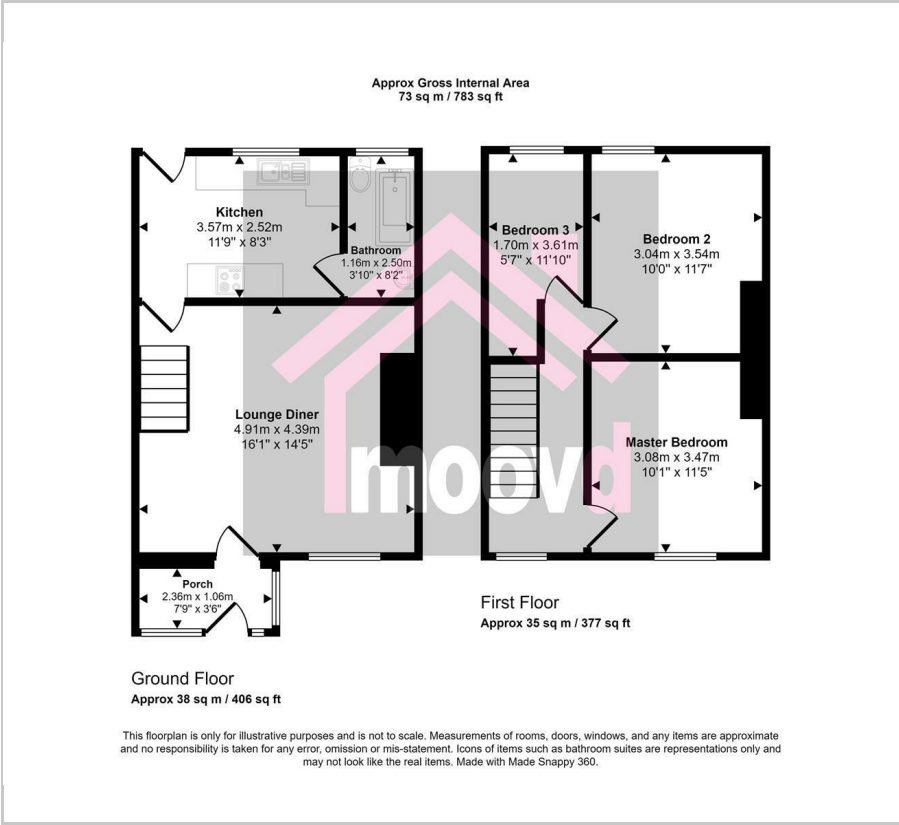 Approx Gross Internal Area
73 sq m / 783 sq ft
Kitchen
3.57m x 2.52m
11'9" x 8'3"
Bathroom
1.16m x 2.50m
3'10" x 8'2"
Lounge Diner
4.91m x 4.39m
16'1" x 14'5"
Porch
2.36m x 1.06m
7'9" x 3'6"
Ground Floor
Approx 38 sq m / 406 sq ft
Bedroom 3
1.70m x 3.61m
5'7" x 11'10"
Bedroom 2
3.04m x 3.54m
10'0" x 11'7"
Master Bedroom
3.08m x 3.47m
10'1" x 11'5"
First Floor
Approx 35 sq m / 377 sq ft
moovd
This floorplan is only for illustrative purposes and is not to scale. Measurements of rooms, doors, windows, and any items are approximate
and no responsibility is taken for any error, omission or mis-statement. Icons of items such as bathroom suites are representations only and
may not look like the real items. Made with Made Snappy 360.